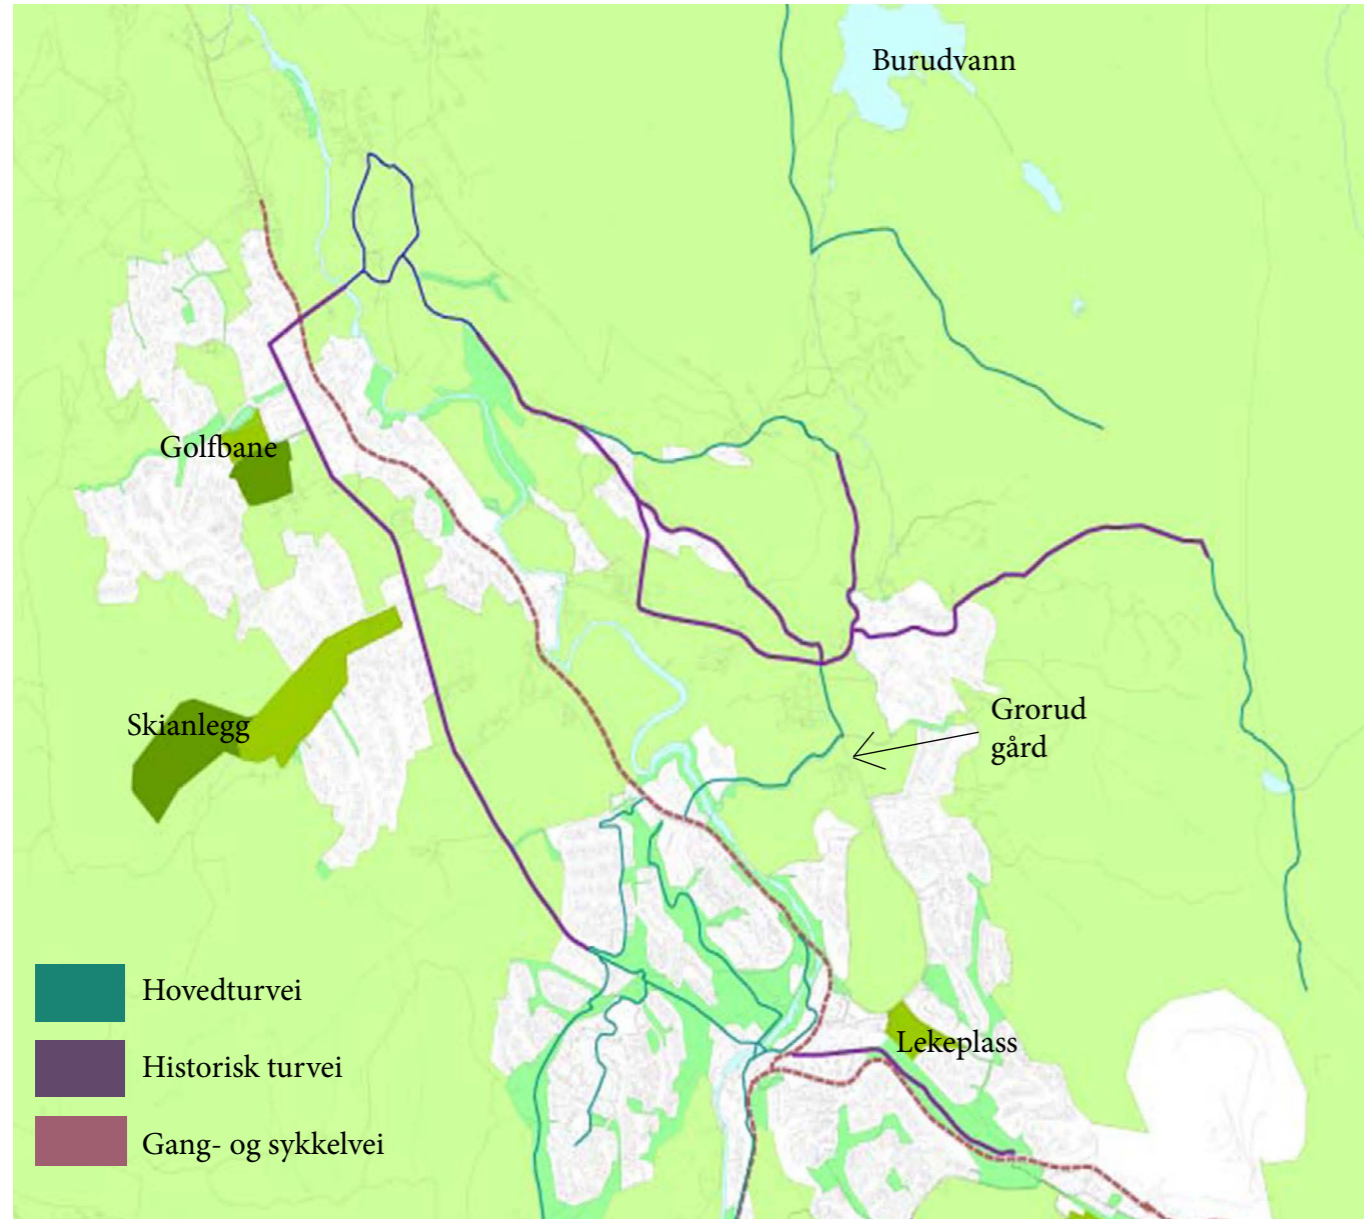 Burudvann
Golfbane
Skianlegg
Grorud
gård
Hovedturvei
Lekeplass
Historisk turvei
Gang- og sykkelvei